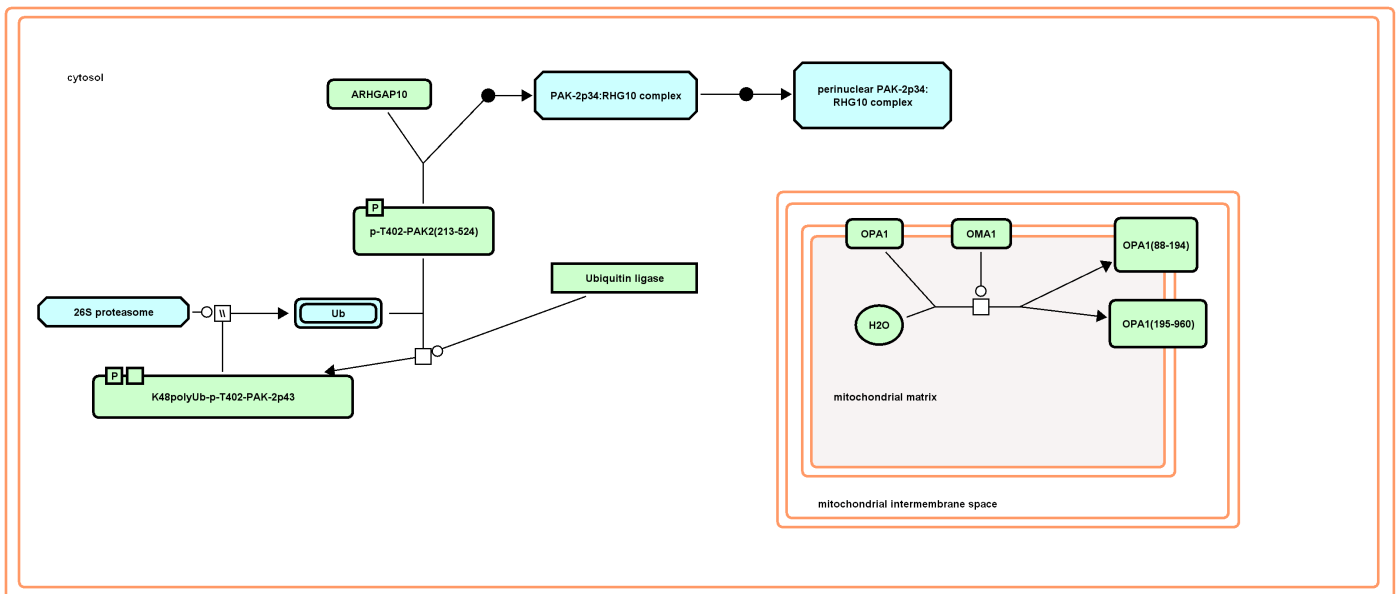 cytosol
ARHGAP10
PAK-2p34:RHG10 complex
perinuclear PAK-2p34:
RHG10 complex
P
p-T402-PAK2(213-524)
OPA1
OMA1
OPA1(88-194)
Ubiquitin ligase
26S proteasome
\\
Ub
H2O
OPA1(195-960)
P
K48polyUb-p-T402-PAK-2p43
mitochondrial matrix
mitochondrial intermembrane space